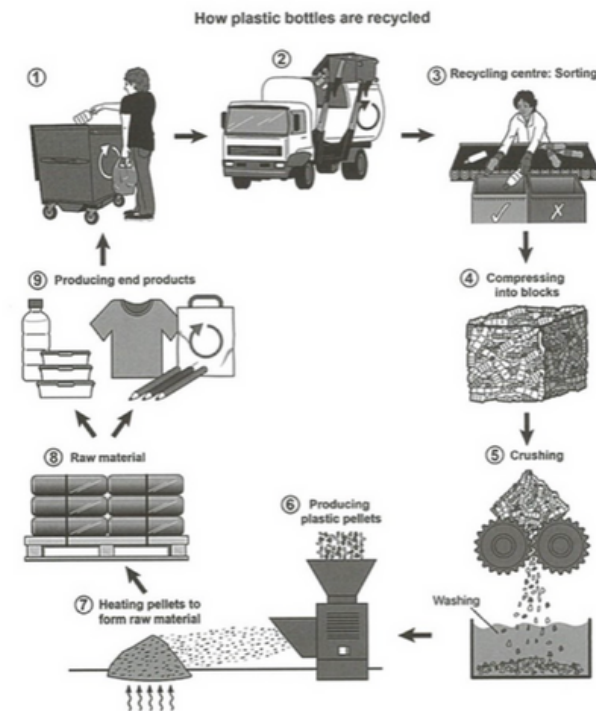 How plastic bottles are recycled
①
②
③ Recycling centre: Sorting
④ Compressing
into blocks
⑤ Crushing
Washing
⑥ Producing
plastic pellets
⑦ Heating pellets to
form raw material
⑧ Raw material
⑨ Producing end products